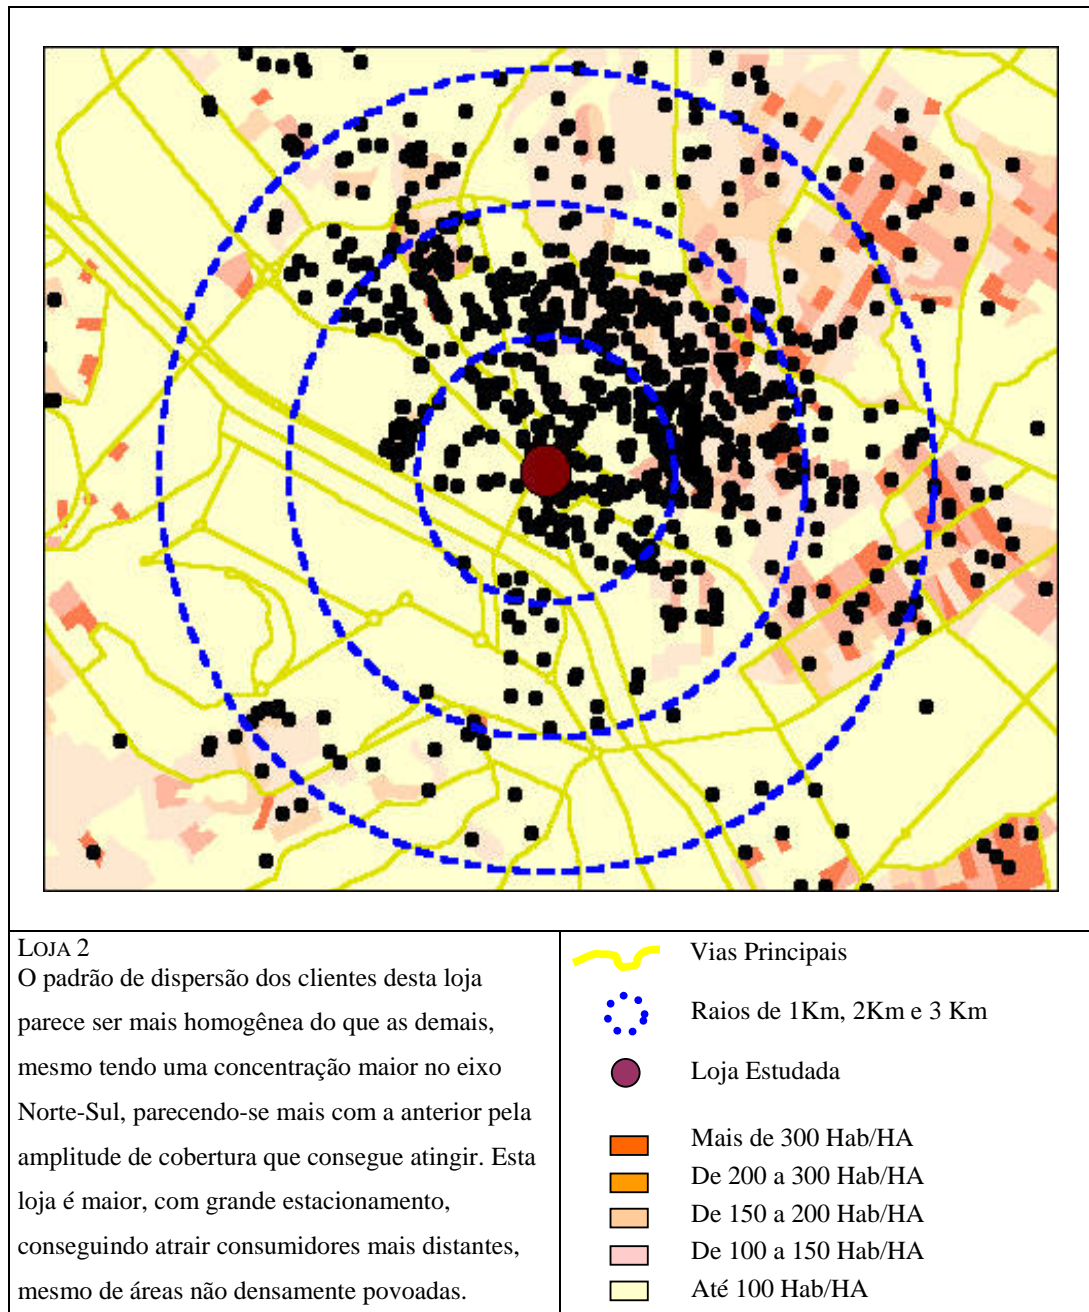 LOJA 2
O padrão de dispersão dos clientes desta loja
parece ser mais homogênea do que as demais,
mesmo tendo uma concentração maior no eixo
Norte-Sul, parecendo-se mais com a anterior pela
amplitude de cobertura que consegue atingir. Esta
loja é maior, com grande estacionamento,
conseguindo atrair consumidores mais distantes,
mesmo de áreas não densamente povoadas.
Vias Principais
Raios de 1Km, 2Km e 3 Km
Loja Estudada
Mais de 300 Hab/HA
De 200 a 300 Hab/HA
De 150 a 200 Hab/HA
De 100 a 150 Hab/HA
Até 100 Hab/HA